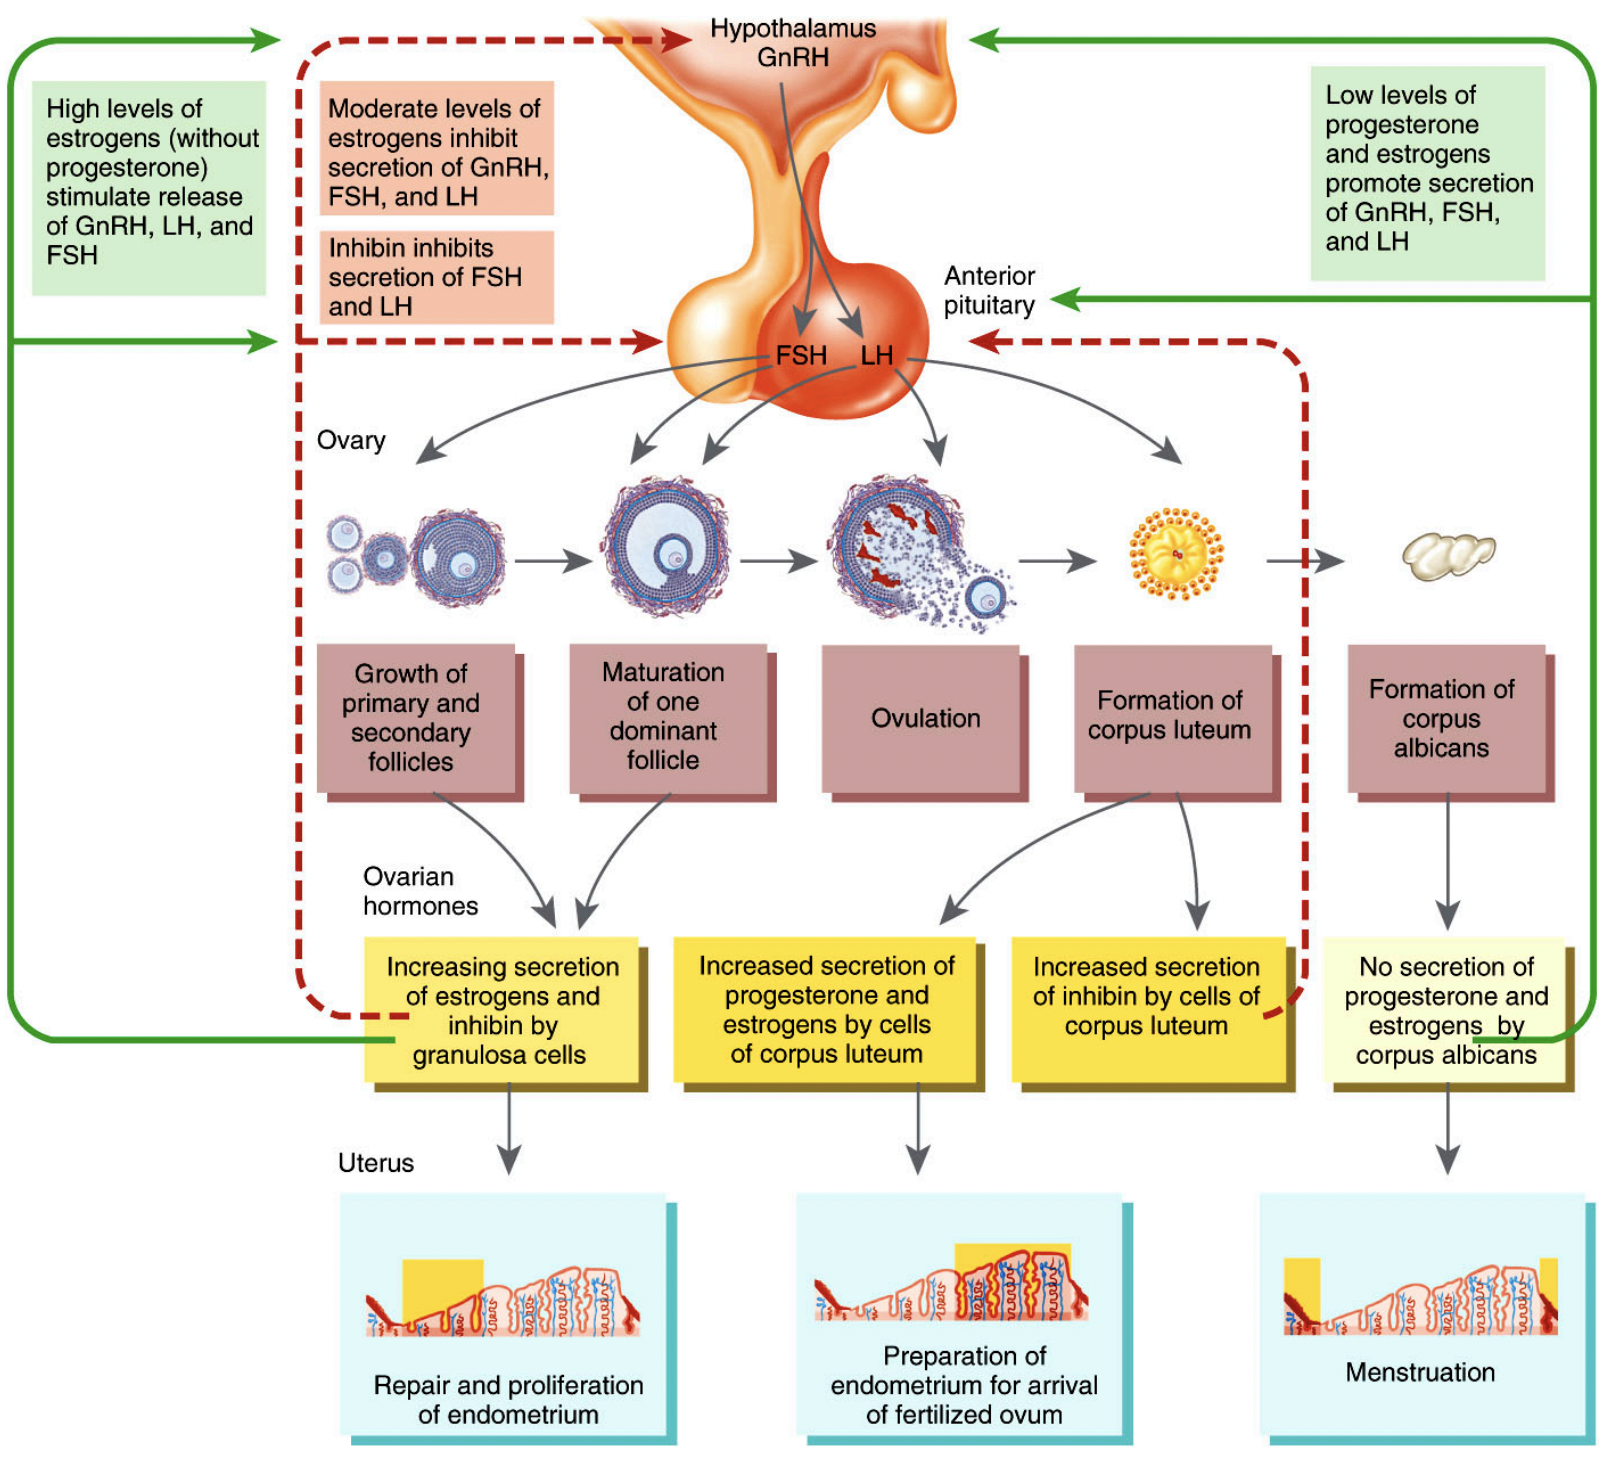 Hypothalamus
GnRH
High levels of
estrogens (without
progesterone)
stimulate release
of GnRH, LH, and
FSH
Moderate levels of
estrogens inhibit
secretion of GnRH,
FSH, and LH
Inhibin inhibits
secretion of FSH
and LH
Low levels of
progesterone
and estrogens
promote secretion
of GnRH, FSH,
and LH
Anterior
pituitary
FSH
LH
Ovary
Growth of
primary and
secondary
follicles
Maturation
of one
dominant
follicle
Ovulation
Formation of
corpus luteum
Formation of
corpus
albicans
Ovarian
hormones
Increasing secretion
of estrogens and
inhibin by
granulosa cells
Increased secretion of
progesterone and
estrogens by cells
of corpus luteum
Increased secretion
of inhibin by cells of
corpus luteum
No secretion of
progesterone and
estrogens by
corpus albicans
Uterus
Repair and proliferation
of endometrium
Preparation of
endometrium for arrival
of fertilized ovum
Menstruation